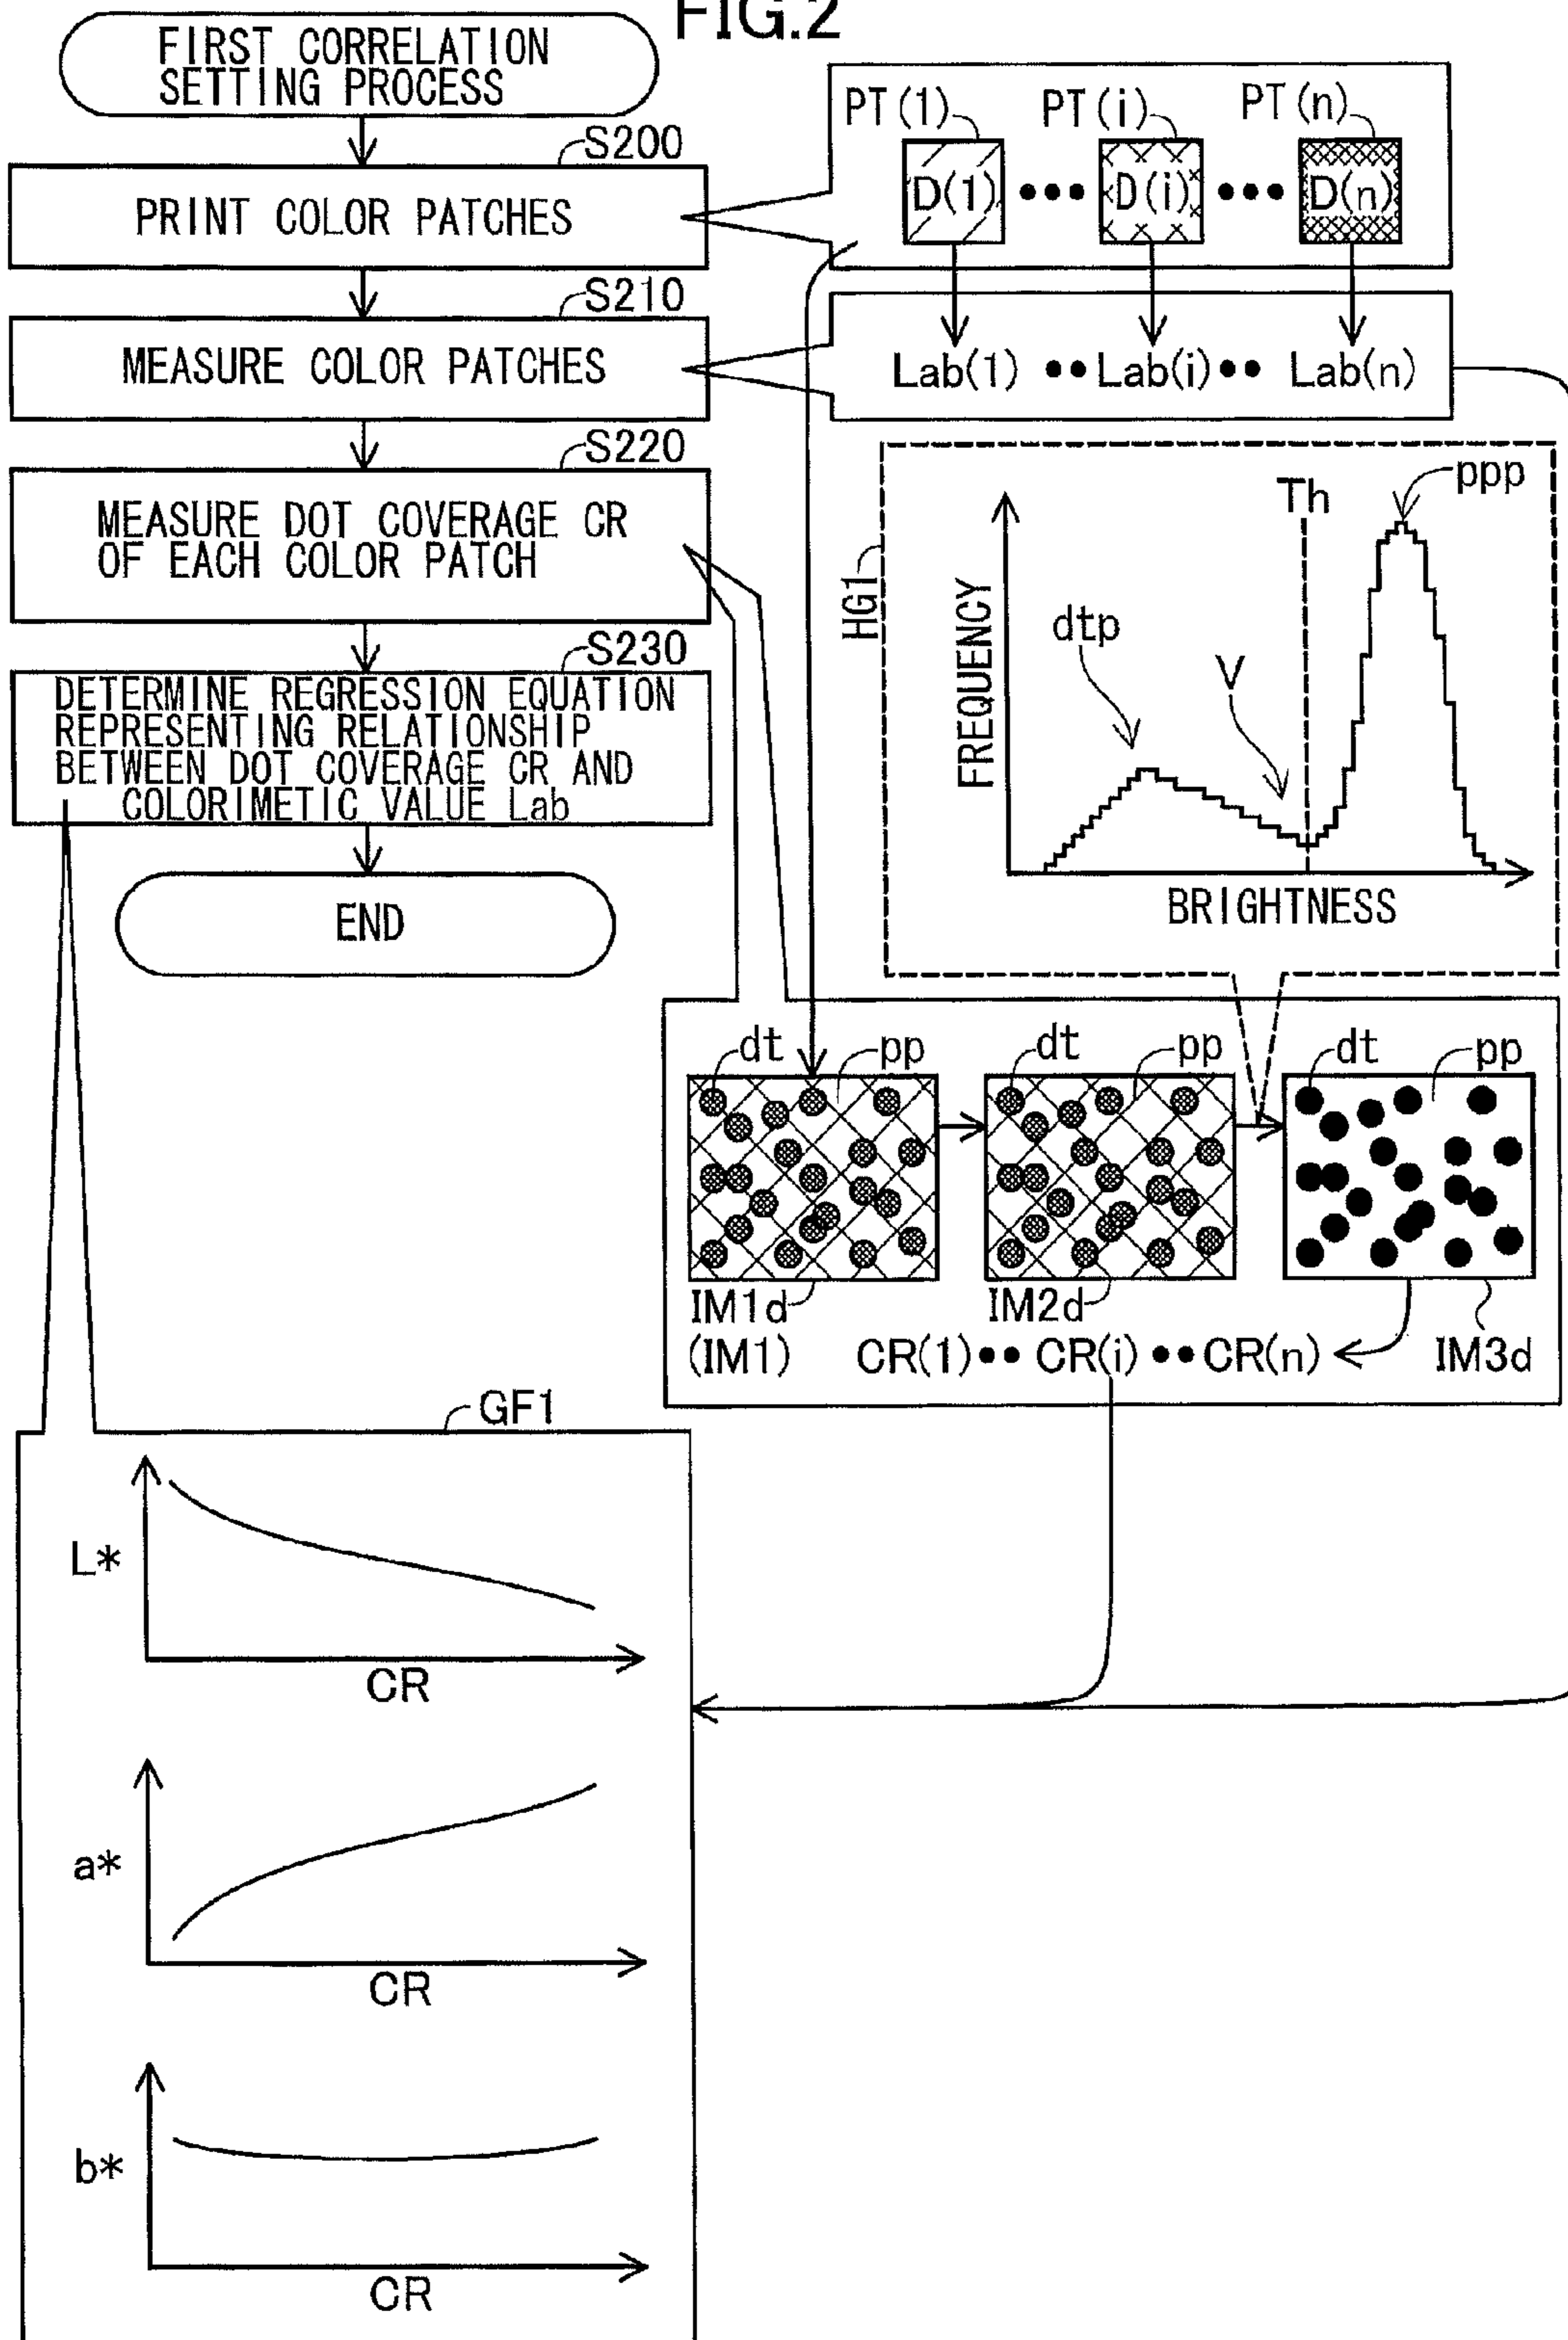 FIG.2
FIRST CORRELATION
SETTING PROCESS
S200
PRINT COLOR PATCHES
PT(1)
PT(i)
PT(n)
D(1)
•••
D(i)
•••
D(n)
S210
MEASURE COLOR PATCHES
Lab(1) •• Lab(i) •• Lab(n)
S220
MEASURE DOT COVERAGE CR
OF EACH COLOR PATCH
S230
DETERMINE REGRESSION EQUATION
REPRESENTING RELATIONSHIP
BETWEEN DOT COVERAGE CR AND
COLORIMETIC VALUE Lab
END
HG1
FREQUENCY
dtp
V
Th
ppp
BRIGHTNESS
dt
pp
dt
pp
dt
pp
IM1d
(IM1)
IM2d
IM3d
CR(1) •• CR(i) •• CR(n)
GF1
L*
CR
a*
CR
b*
CR